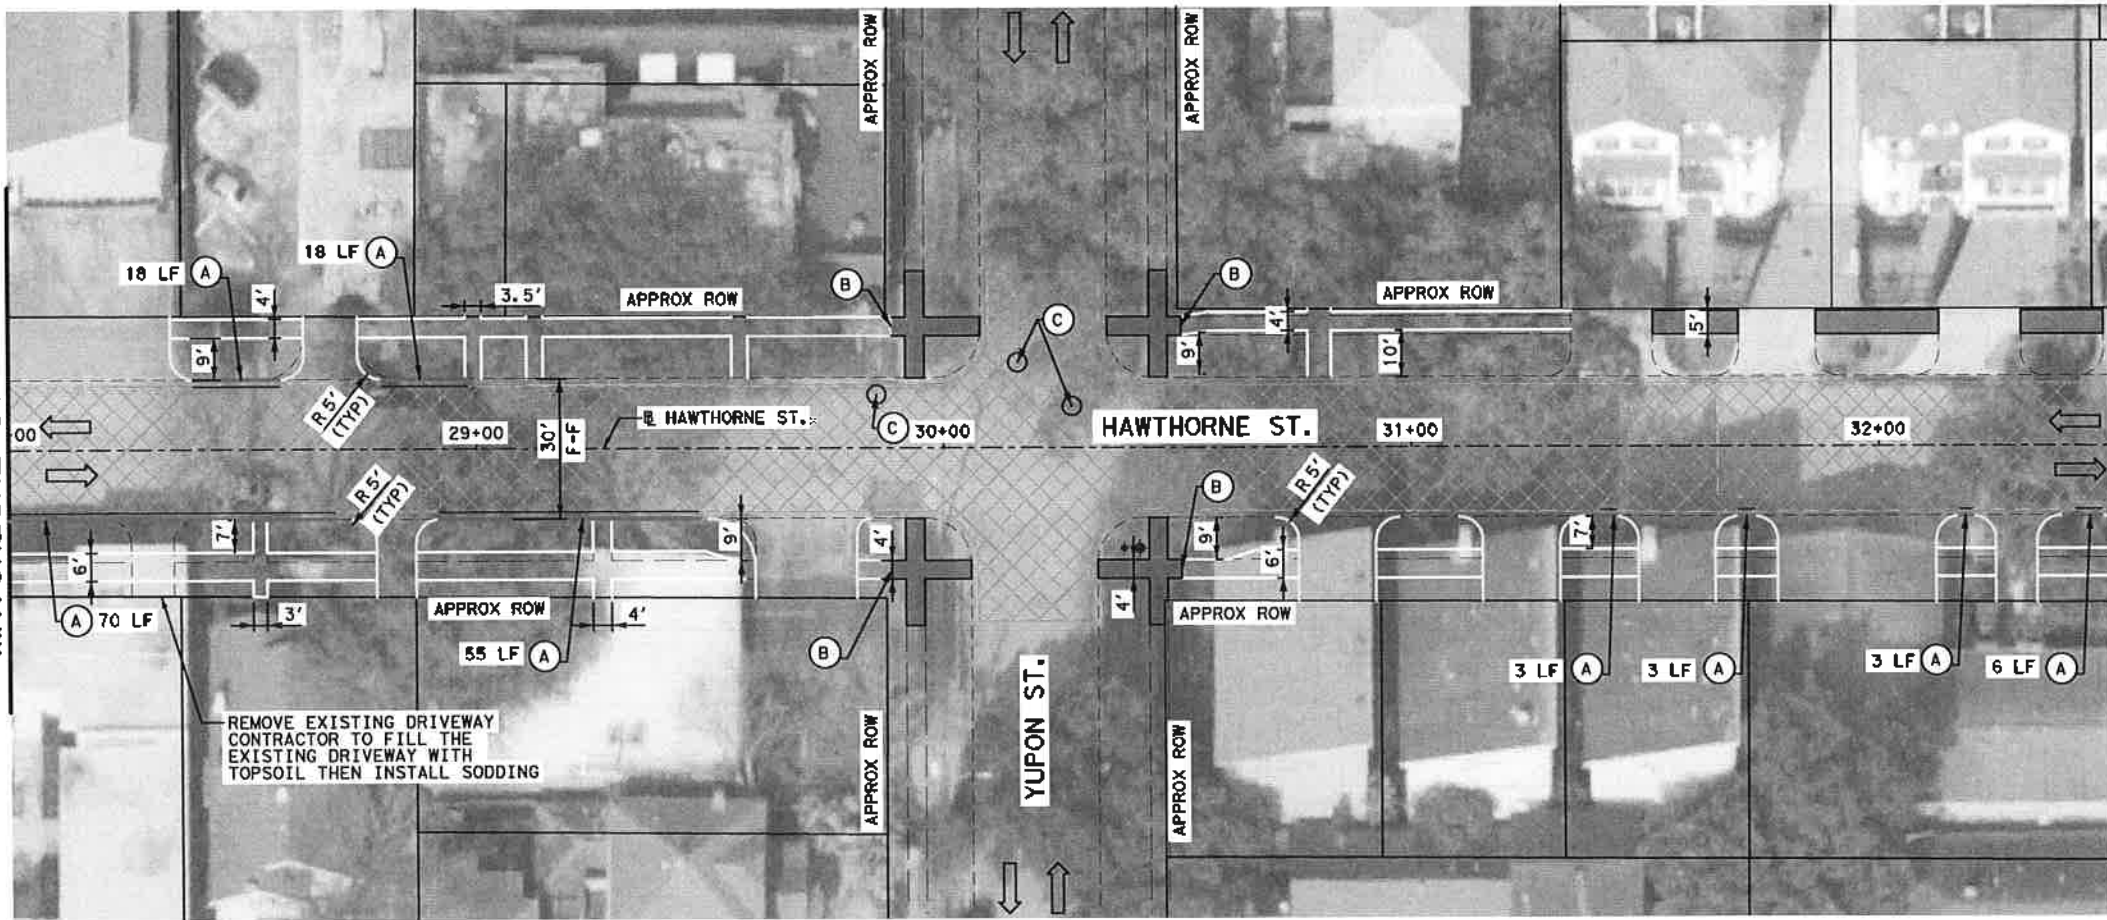 APPROX ROW
APPROX ROW
18 LF A
18 LF A
4'
3.5'
APPROX ROW
B
B
APPROX ROW
C
4'
5'
9'
9'
10'
R 5'
(TYP)
HAWTHORNE ST.
HAWTHORNE ST.
:00
29+00
30'
F-F
C
30+00
31+00
32+00
R 5'
(TYP)
R 5'
(TYP)
B
7'
6'
9'
4'
9'
6'
7'
A 70 LF
3'
APPROX ROW
4'
4'
APPROX ROW
55 LF A
B
3 LF A
3 LF A
3 LF A
6 LF A
YUPON ST.
REMOVE EXISTING DRIVEWAY
CONTRACTOR TO FILL THE
EXISTING DRIVEWAY WITH
TOPSOIL THEN INSTALL SODDING
APPROX ROW
APPROX ROW